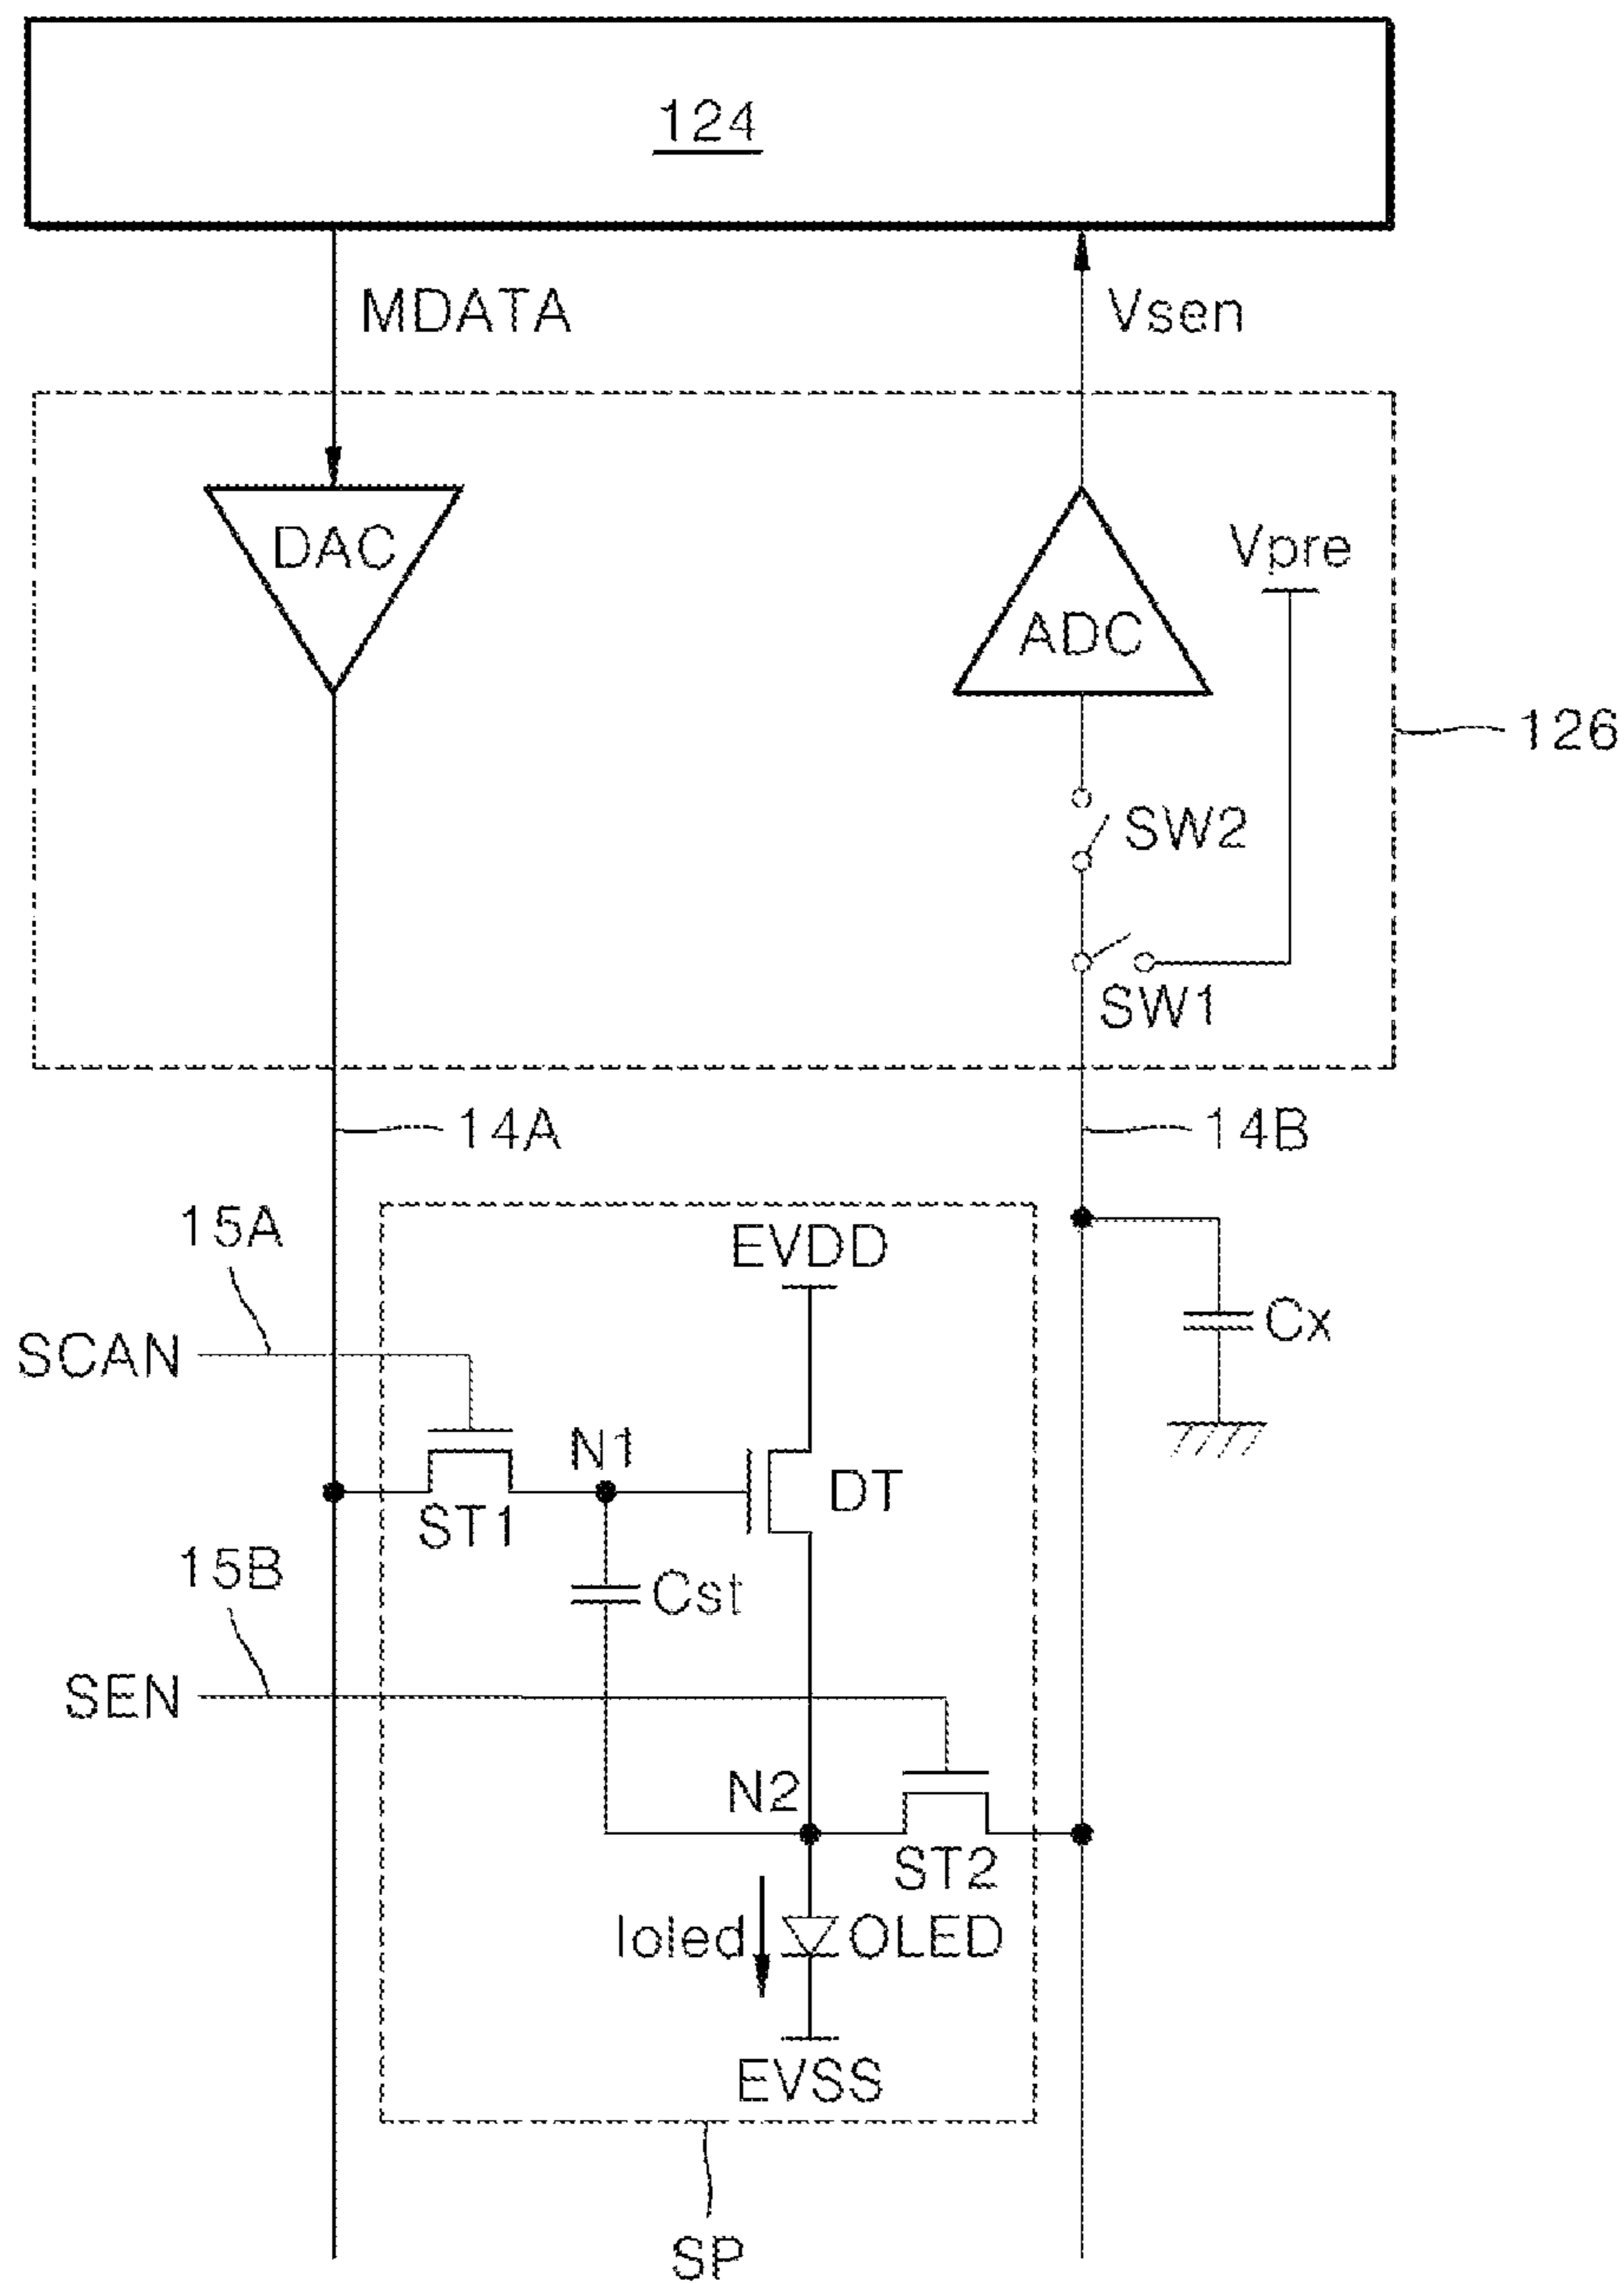 124
MDATA
Vsen
DAC
Vpre
ADC
126
SW2
SW1
14A
14B
15A
EVDD
Cx
SCAN
N1
DT
ST1
15B
Cst
SEN
N2
ST2
Ioled
OLED
EVSS
SP